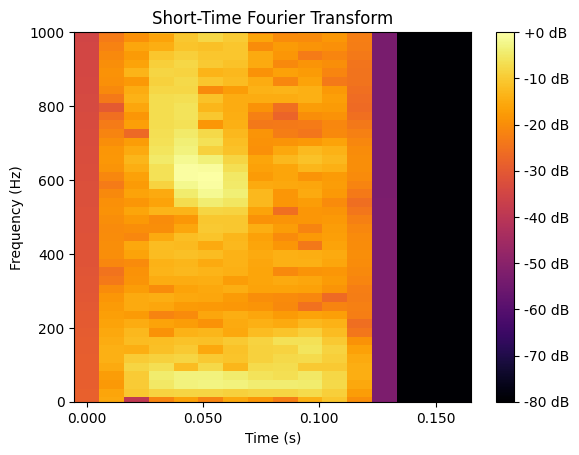 Short-Time Fourier Transform
1000
800
600
400
200
0
Frequency (Hz)
0.000
0.050
0.100
0.150
Time (s)
+0 dB
-10 dB
-20 dB
-30 dB
-40 dB
-50 dB
-60 dB
-70 dB
-80 dB